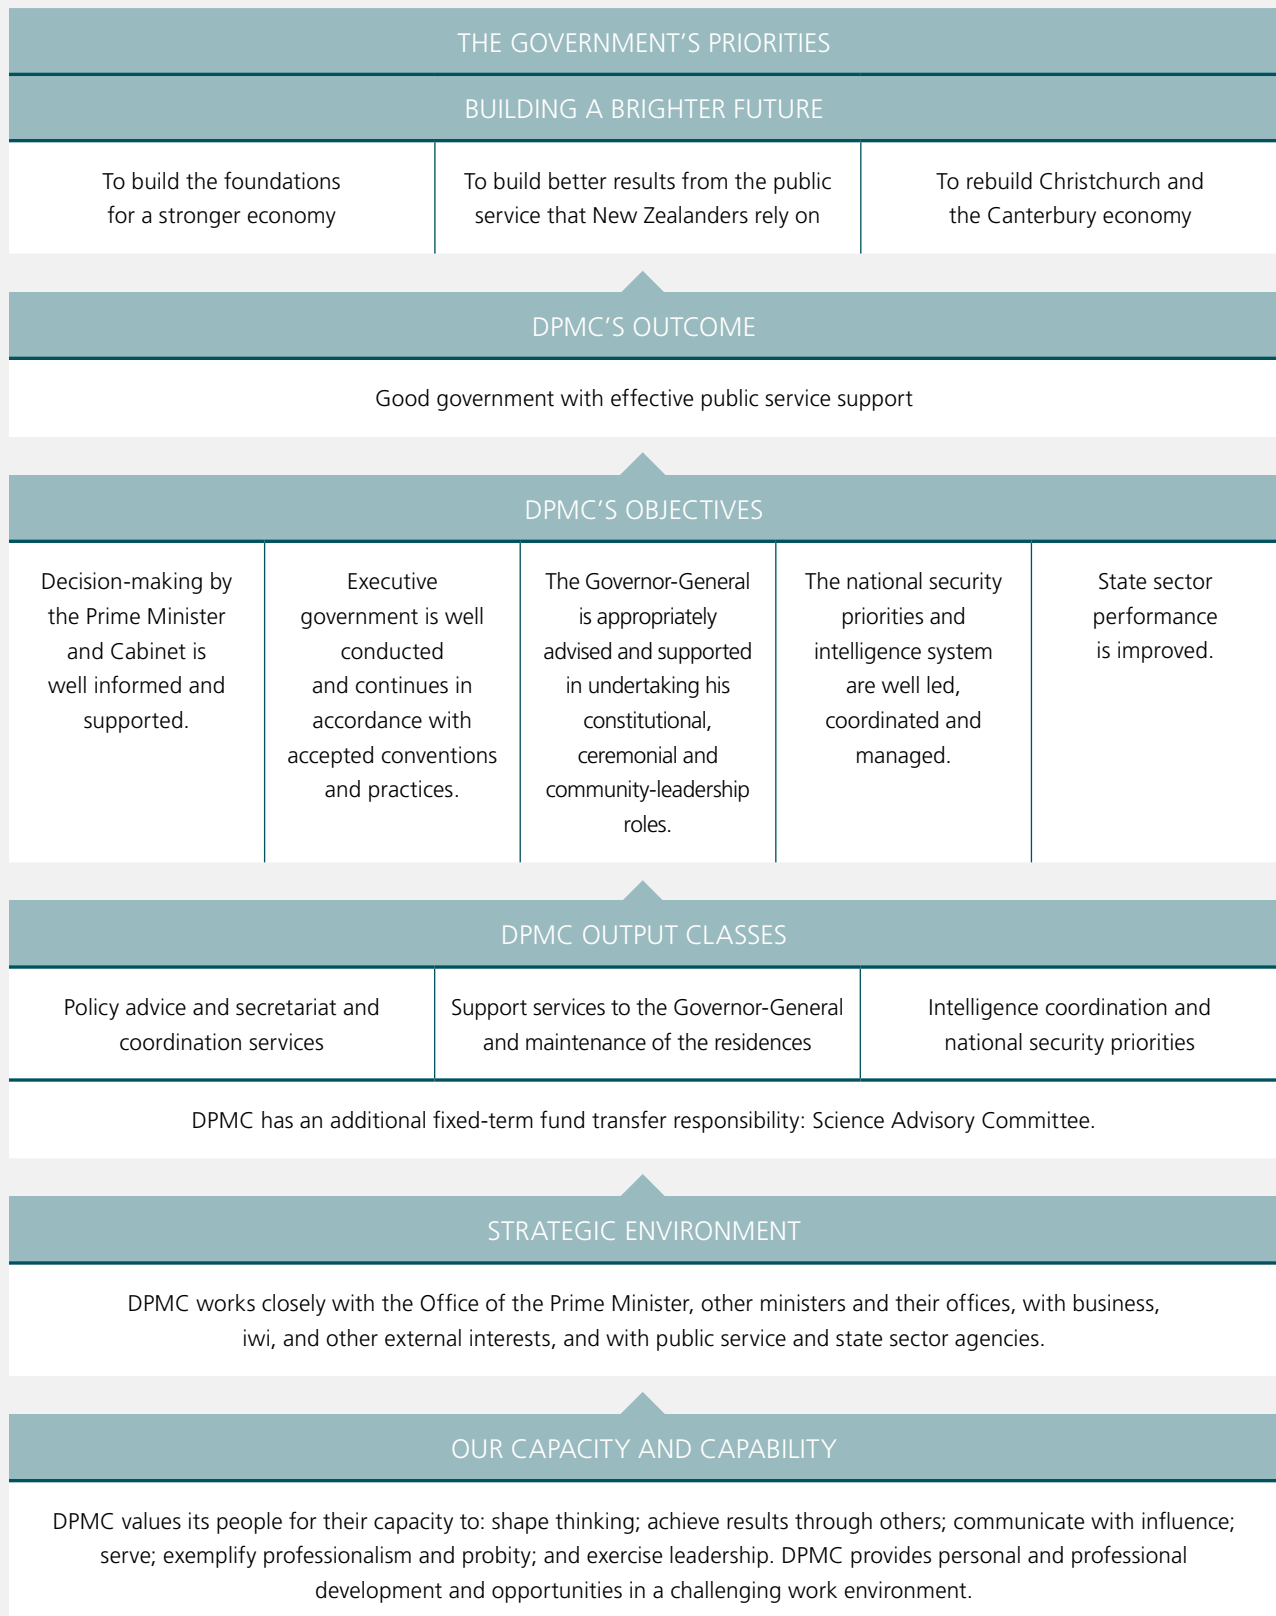 THE GOVERNMENT’S PRIORITIES
BUILDING A BRIGHTER FUTURE
To build the foundations
for a stronger economy
To build better results from the public
service that New Zealanders rely on
To rebuild Christchurch and
the Canterbury economy
DPMC’S OUTCOME
Good government with effective public service support
DPMC’S OBJECTIVES
Decision-making by
the Prime Minister
and Cabinet is
well informed and
supported.
Executive
government is well
conducted
and continues in
accordance with
accepted conventions
and practices.
The Governor-General
is appropriately
advised and supported
in undertaking his
constitutional,
ceremonial and
community-leadership
roles.
The national security
priorities and
intelligence system
are well led,
coordinated and
managed.
State sector
performance
is improved.
DPMC OUTPUT CLASSES
Policy advice and secretariat and
coordination services
Support services to the Governor-General
and maintenance of the residences
Intelligence coordination and
national security priorities
DPMC has an additional fixed-term fund transfer responsibility: Science Advisory Committee.
STRATEGIC ENVIRONMENT
DPMC works closely with the Office of the Prime Minister, other ministers and their offices, with business,
iwi, and other external interests, and with public service and state sector agencies.
OUR CAPACITY AND CAPABILITY
DPMC values its people for their capacity to: shape thinking; achieve results through others; communicate with influence;
serve; exemplify professionalism and probity; and exercise leadership. DPMC provides personal and professional
development and opportunities in a challenging work environment.